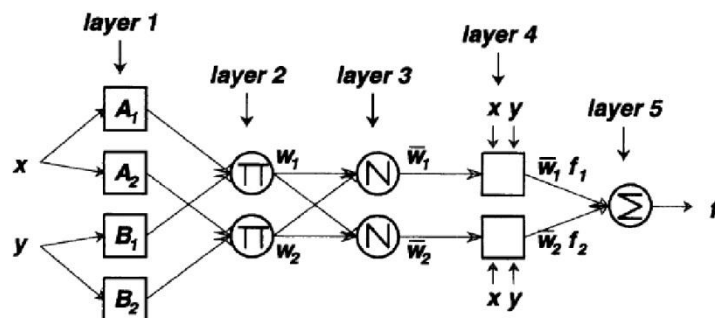 layer 1
layer 2
layer 3
layer 4
layer 5
x y
A₁
x
A₂
Π w₁ N w̅₁ w̅₁ f₁
Σ f
y
B₁
Π w₂ N w̅₂ w̅₂ f₂
B₂
x y